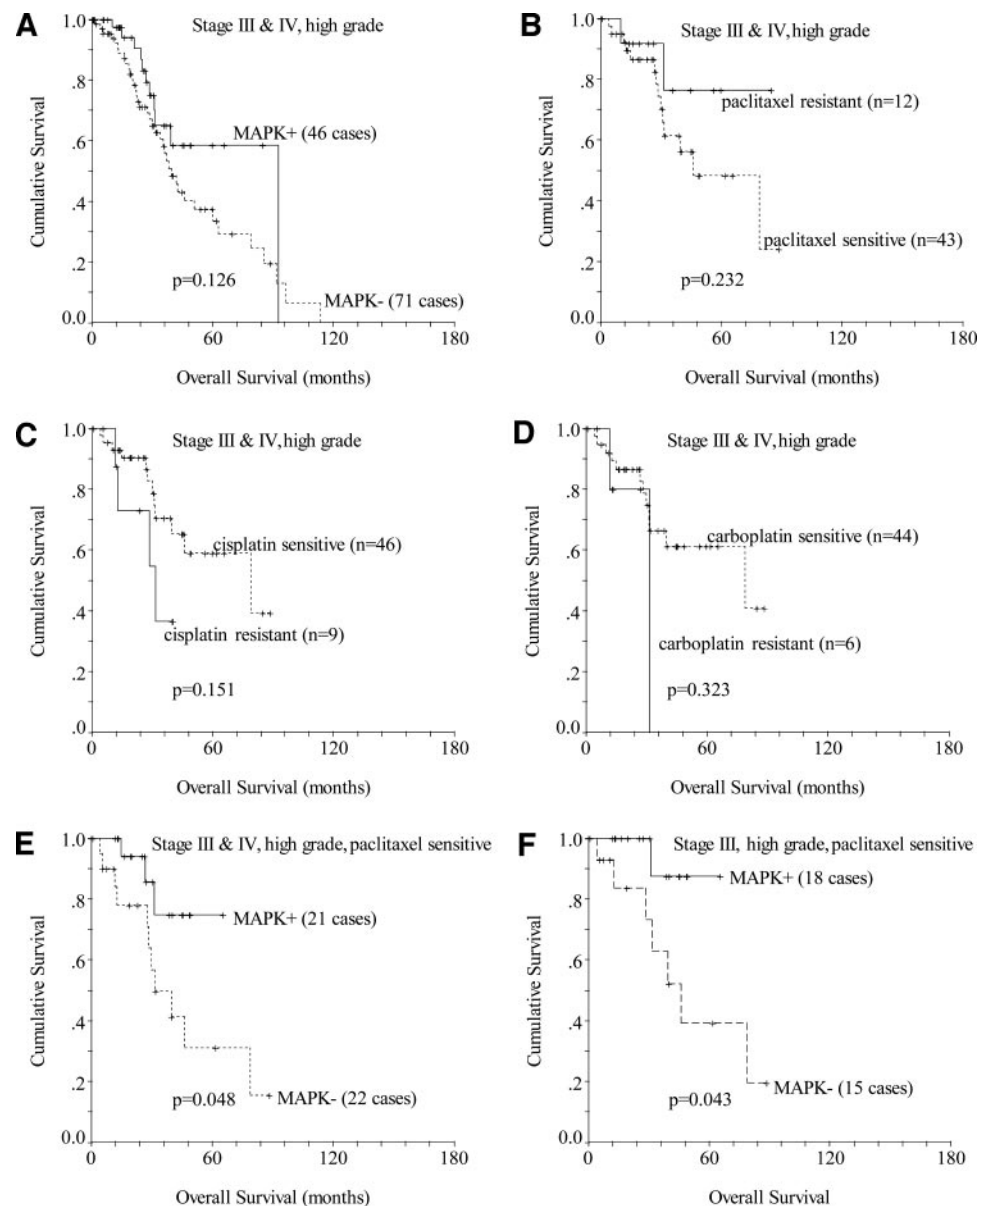 A
Stage III & IV, high grade
1.0
.8
.6
.4
.2
0.0
Cumulative Survival
MAPK+ (46 cases)
p=0.126
MAPK- (71 cases)
0 60 120 180
Overall Survival (months)
B
Stage III & IV, high grade
1.0
.8
.6
.4
.2
0.0
Cumulative Survival
paclitaxel resistant (n=12)
paclitaxel sensitive (n=43)
p=0.232
0 60 120 180
Overall Survival (months)
C
Stage III & IV, high grade
1.0
.8
.6
.4
.2
.0
Cumulative Survival
cisplatin sensitive (n=46)
cisplatin resistant (n=9)
p=0.151
0 60 120 180
Overall Survival (months)
D
Stage III & IV, high grade
1.0
.8
.6
.4
.2
0.0
Cumulative Survival
carboplatin sensitive (n=44)
carboplatin resistant (n=6)
p=0.323
0 60 120 180
Overall Survival (months)
E
Stage III & IV, high grade, paclitaxel sensitive
1.0
.8
.6
.4
.2
0.0
Cumulative Survival
MAPK+ (21 cases)
p=0.048
MAPK- (22 cases)
0 60 120 180
Overall Survival (months)
F
Stage III, high grade, paclitaxel sensitive
1.0
.8
.6
.4
.2
0.0
Cumulative Survival
MAPK+ (18 cases)
MAPK- (15 cases)
p=0.043
0 60 120 180
Overall Survival